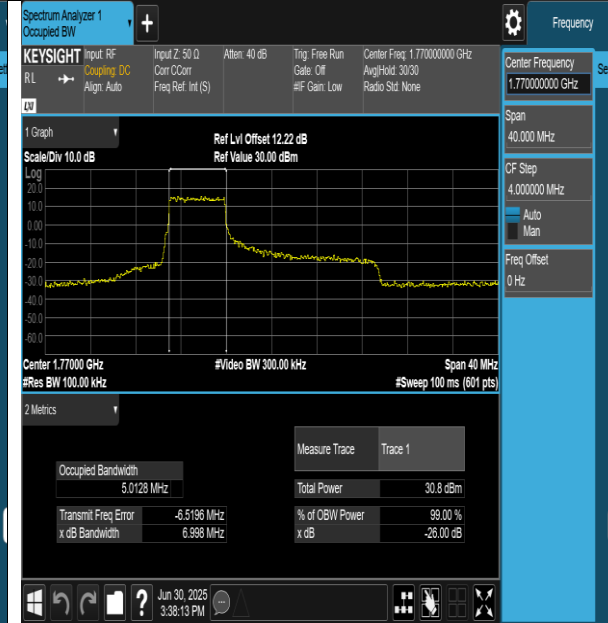 Spectrum Analyzer 1
Occupied BW
+
Frequency
KEYSIGHT
RL
Input: RF
Coupling: DC
Align: Auto
Input Z: 50 Ω
Corr CCorr
Freq Ref: Int (S)
Atten: 40 dB
Trig: Free Run
Gate: Off
#IF Gain: Low
Center Freq: 1.770000000 GHz
Avg|Hold: 30/30
Radio Std: None
LXI
Center Frequency
1.770000000 GHz
Span
40.000 MHz
CF Step
4.000000 MHz
Auto
Man
Freq Offset
0 Hz
1 Graph
Scale/Div 10.0 dB
Ref Lvl Offset 12.22 dB
Ref Value 30.00 dBm
Log
20.0
10.0
0.00
-10.0
-20.0
-30.0
-40.0
-50.0
-60.0
Center 1.77000 GHz
#Video BW 300.00 kHz
Span 40 MHz
#Res BW 100.00 kHz
#Sweep 100 ms (601 pts)
2 Metrics
Measure Trace Trace 1
Occupied Bandwidth
5.0128 MHz
Total Power 30.8 dBm
Transmit Freq Error -6.5196 MHz
% of OBW Power 99.00 %
x dB Bandwidth 6.998 MHz
x dB -26.00 dB
?
Jun 30, 2025
3:38:13 PM